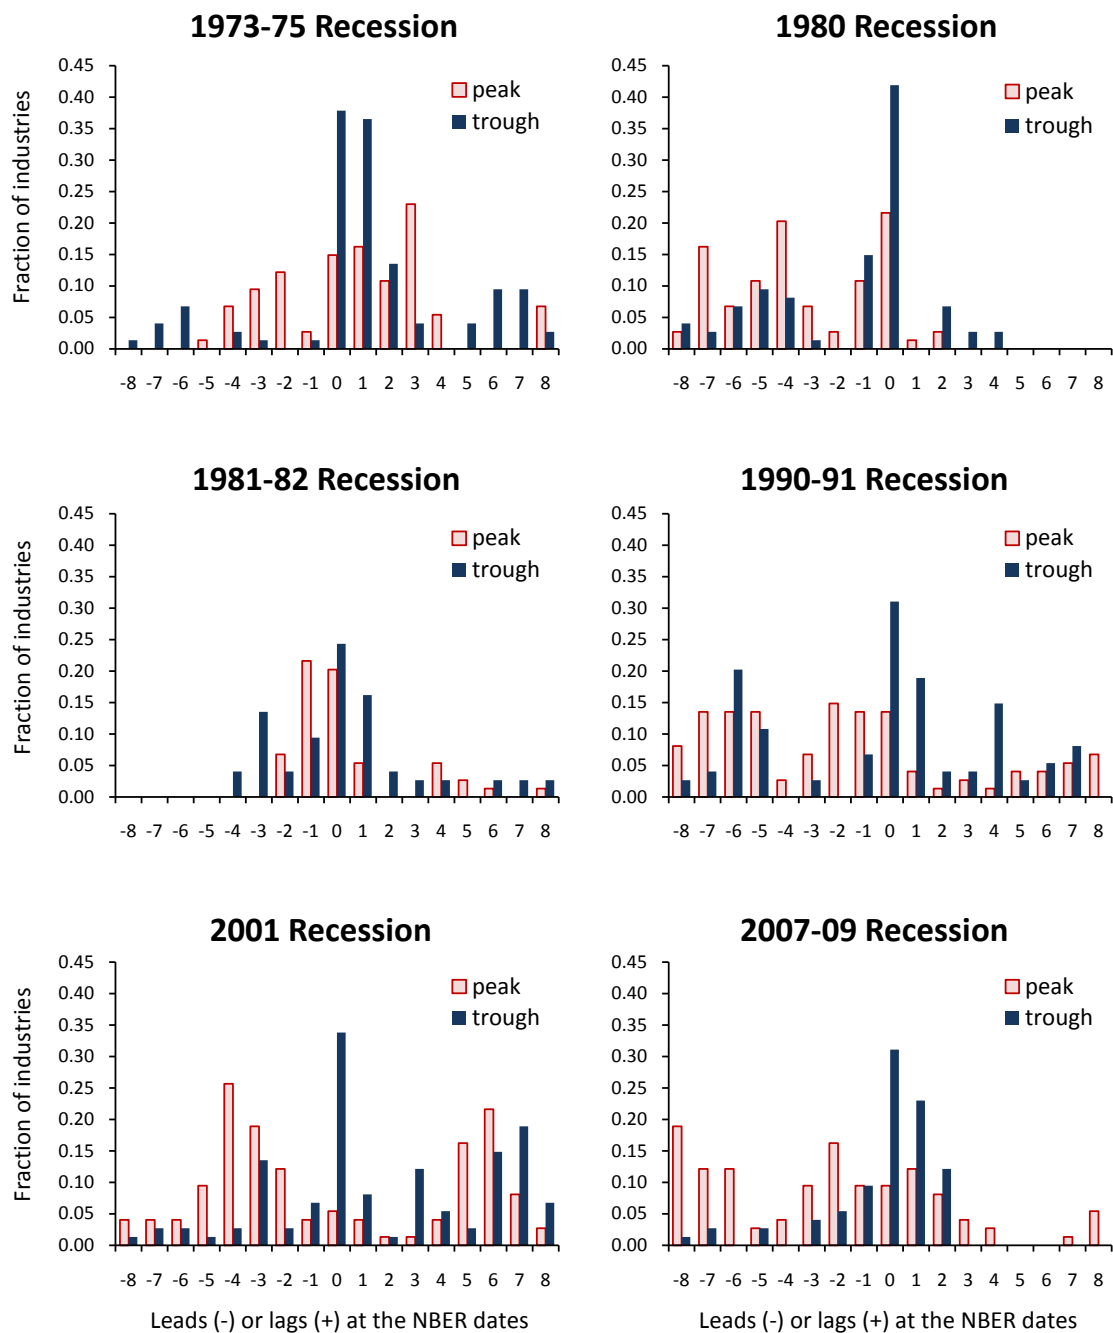 1973-75 Recession
Fraction of industries
0.45
0.40
0.35
0.30
0.25
0.20
0.15
0.10
0.05
0.00
peak
trough
-8 -7 -6 -5 -4 -3 -2 -1 0 1 2 3 4 5 6 7 8
1980 Recession
0.45
0.40
0.35
0.30
0.25
0.20
0.15
0.10
0.05
0.00
peak
trough
-8 -7 -6 -5 -4 -3 -2 -1 0 1 2 3 4 5 6 7 8
1981-82 Recession
Fraction of industries
0.45
0.40
0.35
0.30
0.25
0.20
0.15
0.10
0.05
0.00
peak
trough
-8 -7 -6 -5 -4 -3 -2 -1 0 1 2 3 4 5 6 7 8
1990-91 Recession
0.45
0.40
0.35
0.30
0.25
0.20
0.15
0.10
0.05
0.00
peak
trough
-8 -7 -6 -5 -4 -3 -2 -1 0 1 2 3 4 5 6 7 8
2001 Recession
Fraction of industries
0.45
0.40
0.35
0.30
0.25
0.20
0.15
0.10
0.05
0.00
peak
trough
-8 -7 -6 -5 -4 -3 -2 -1 0 1 2 3 4 5 6 7 8
Leads (-) or lags (+) at the NBER dates
2007-09 Recession
0.45
0.40
0.35
0.30
0.25
0.20
0.15
0.10
0.05
0.00
peak
trough
-8 -7 -6 -5 -4 -3 -2 -1 0 1 2 3 4 5 6 7 8
Leads (-) or lags (+) at the NBER dates